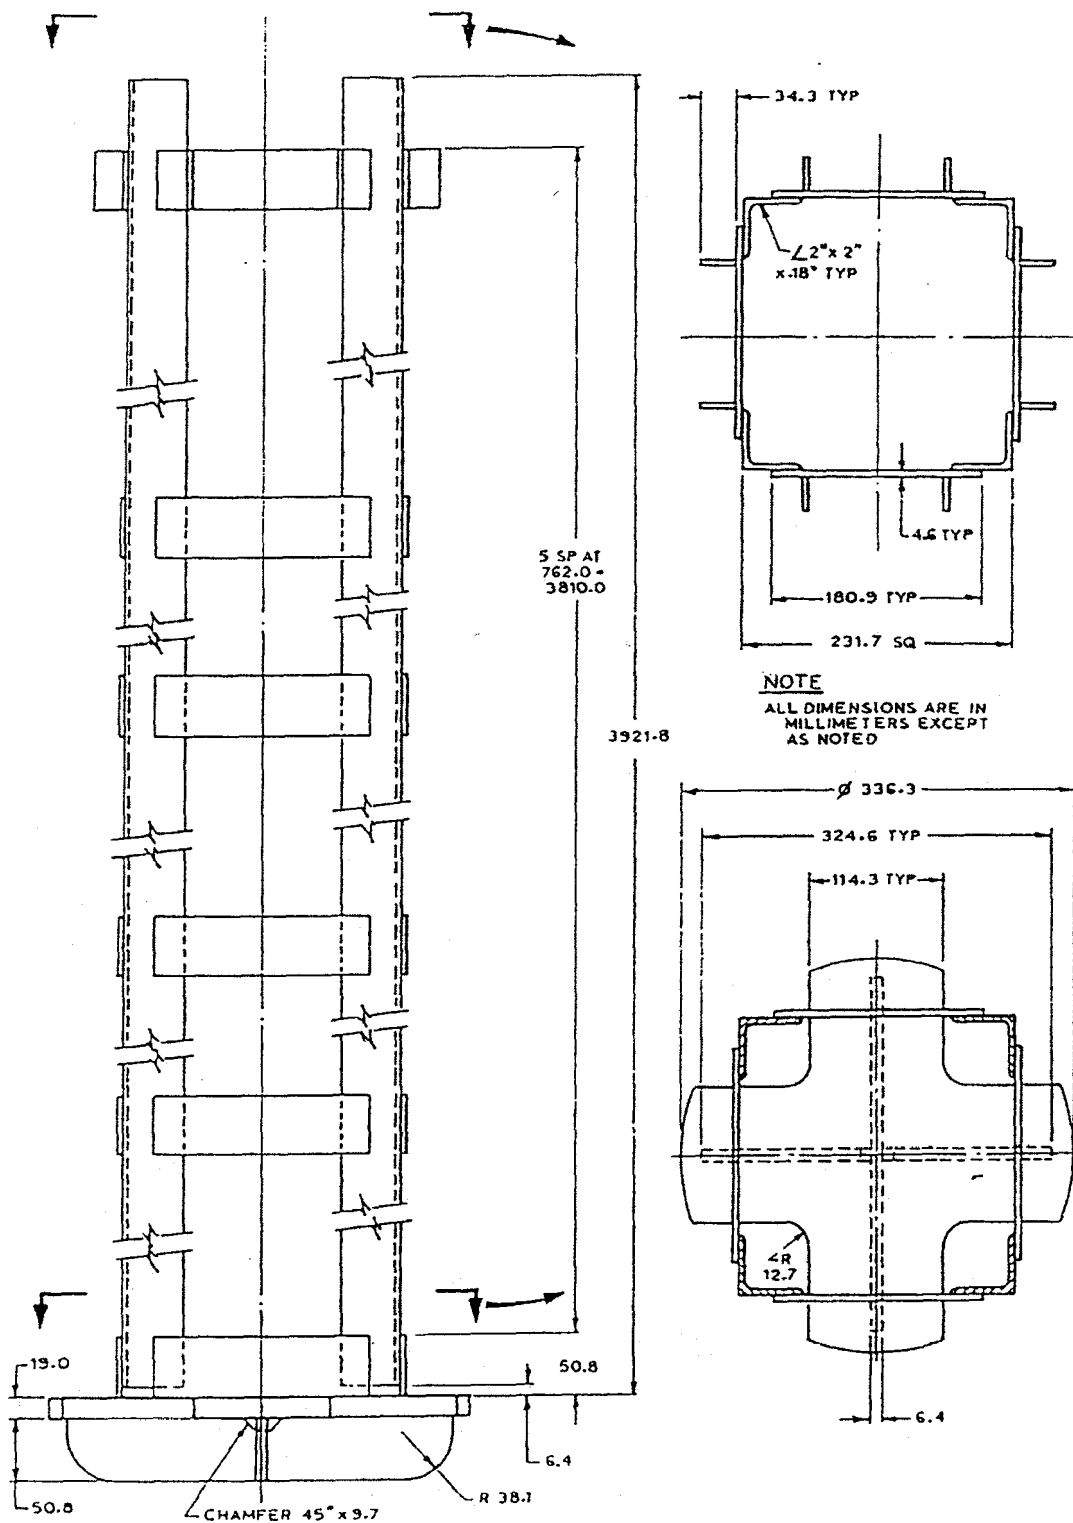 34.3 TYP
∠2" x 2"
x.18" TYP
4.6 TYP
180.9 TYP
231.7 SQ
5 SP AT
762.0 -
3810.0
3921.8
NOTE
ALL DIMENSIONS ARE IN
MILLIMETERS EXCEPT
AS NOTED
Ø 336.3
324.6 TYP
114.3 TYP
R
12.7
6.4
19.0
50.8
50.8
6.4
R 38.1
CHAMFER 45° x 9.7